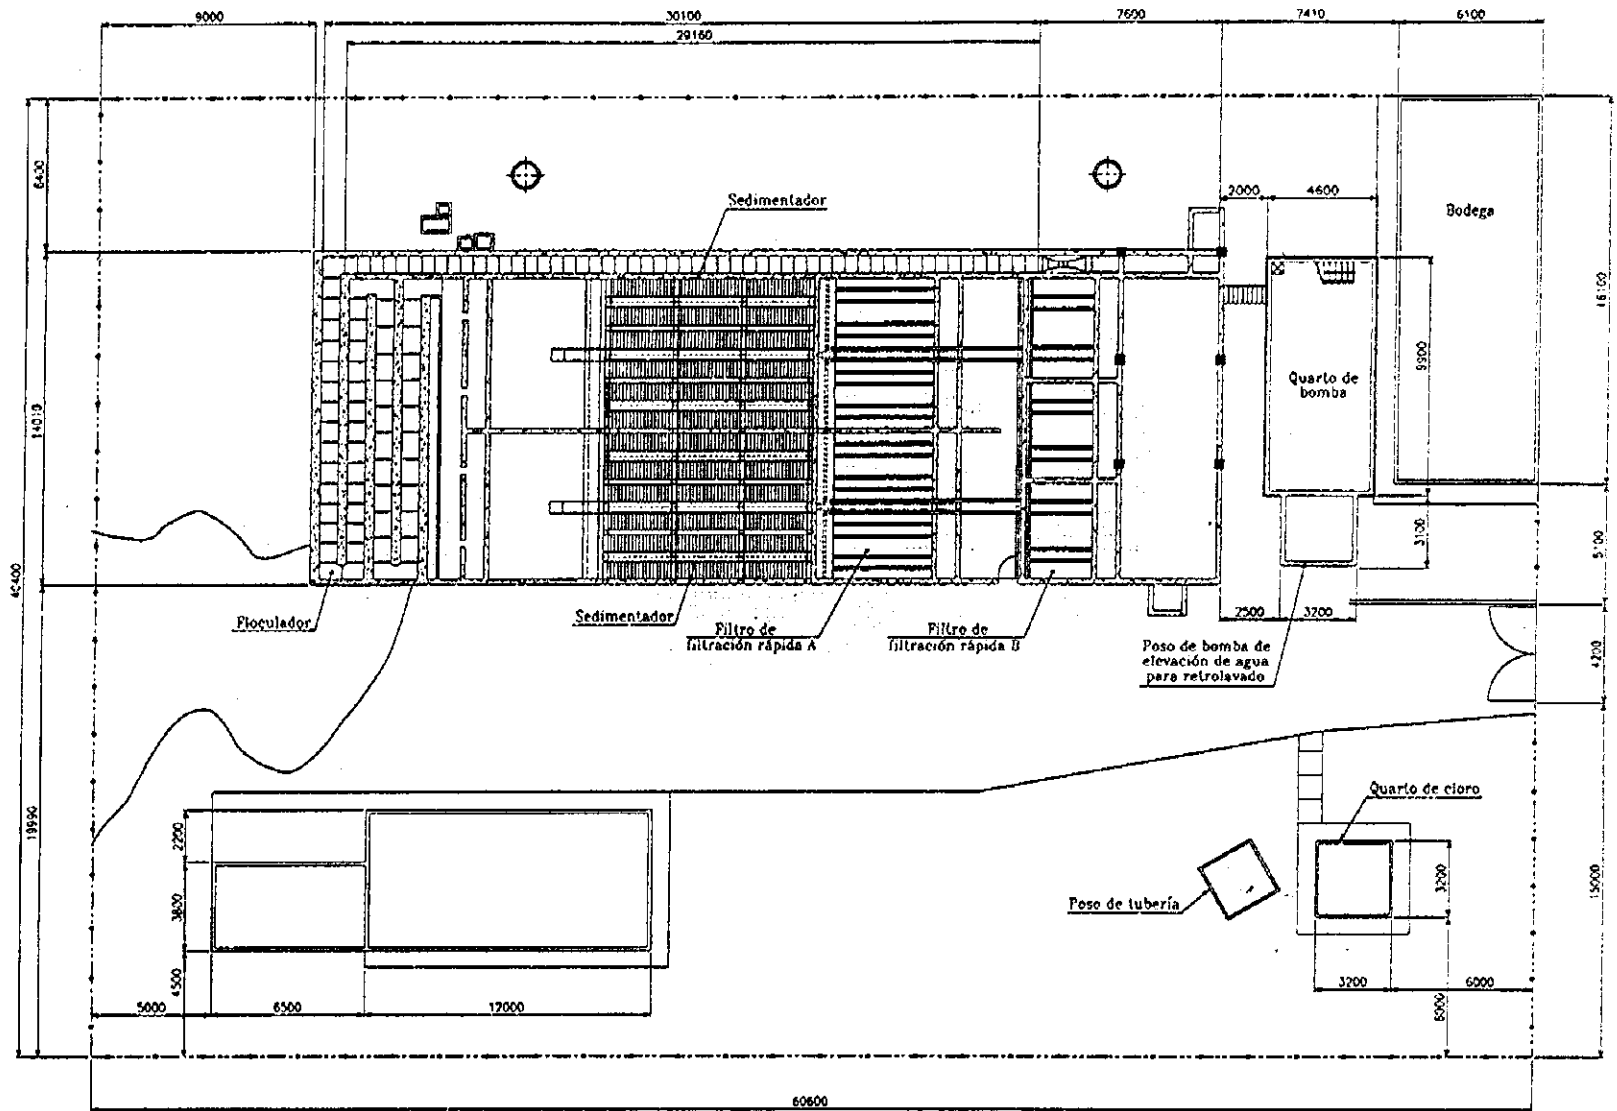 9000
30100
7600
7410
6100
29160
6400
Sedimentador
2000
4600
Bodega
16100
14010
9900
Quarto de
bomba
3100
5100
40400
Floculador
Sedimentador
Filtro de
filtración rápida A
Filtro de
filtración rápida B
2500
3200
Poso de bomba de
elevación de agua
para retrolavado
4200
19990
2200
3800
4500
5000
6500
12000
Quarto de cloro
Poso de tubería
3200
15000
3200
6000
6000
60600